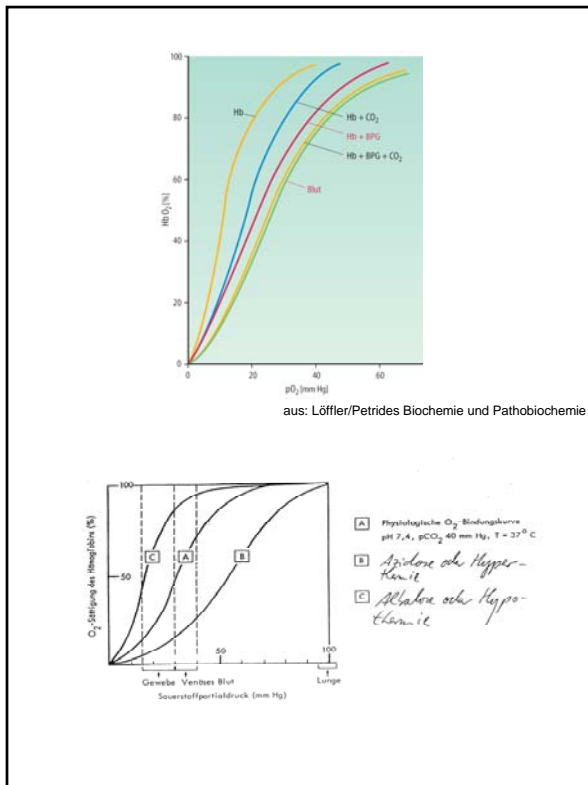 100
80
60
40
20
0
Hb O₂ [%]
Hb
Hb + CO₂
Hb + BPG
Hb + BPG + CO₂
Blut
0 20 40 60
pO₂ [mm Hg]
aus: Löffler/Petrides Biochemie und Pathobiochemie
100
50
O₂-Sättigung des Hämoglobins (%)
C
A
B
50 100
Gewebe Venöses Blut Lunge
Sauerstoffpartialdruck (mm Hg)
A Physiologische O₂-Bindungskurve
pH 7,4, pCO₂ 40 mm Hg, T = 37° C
B Azidose oder Hyper-
thermie
C Alkalose oder Hypo-
thermie